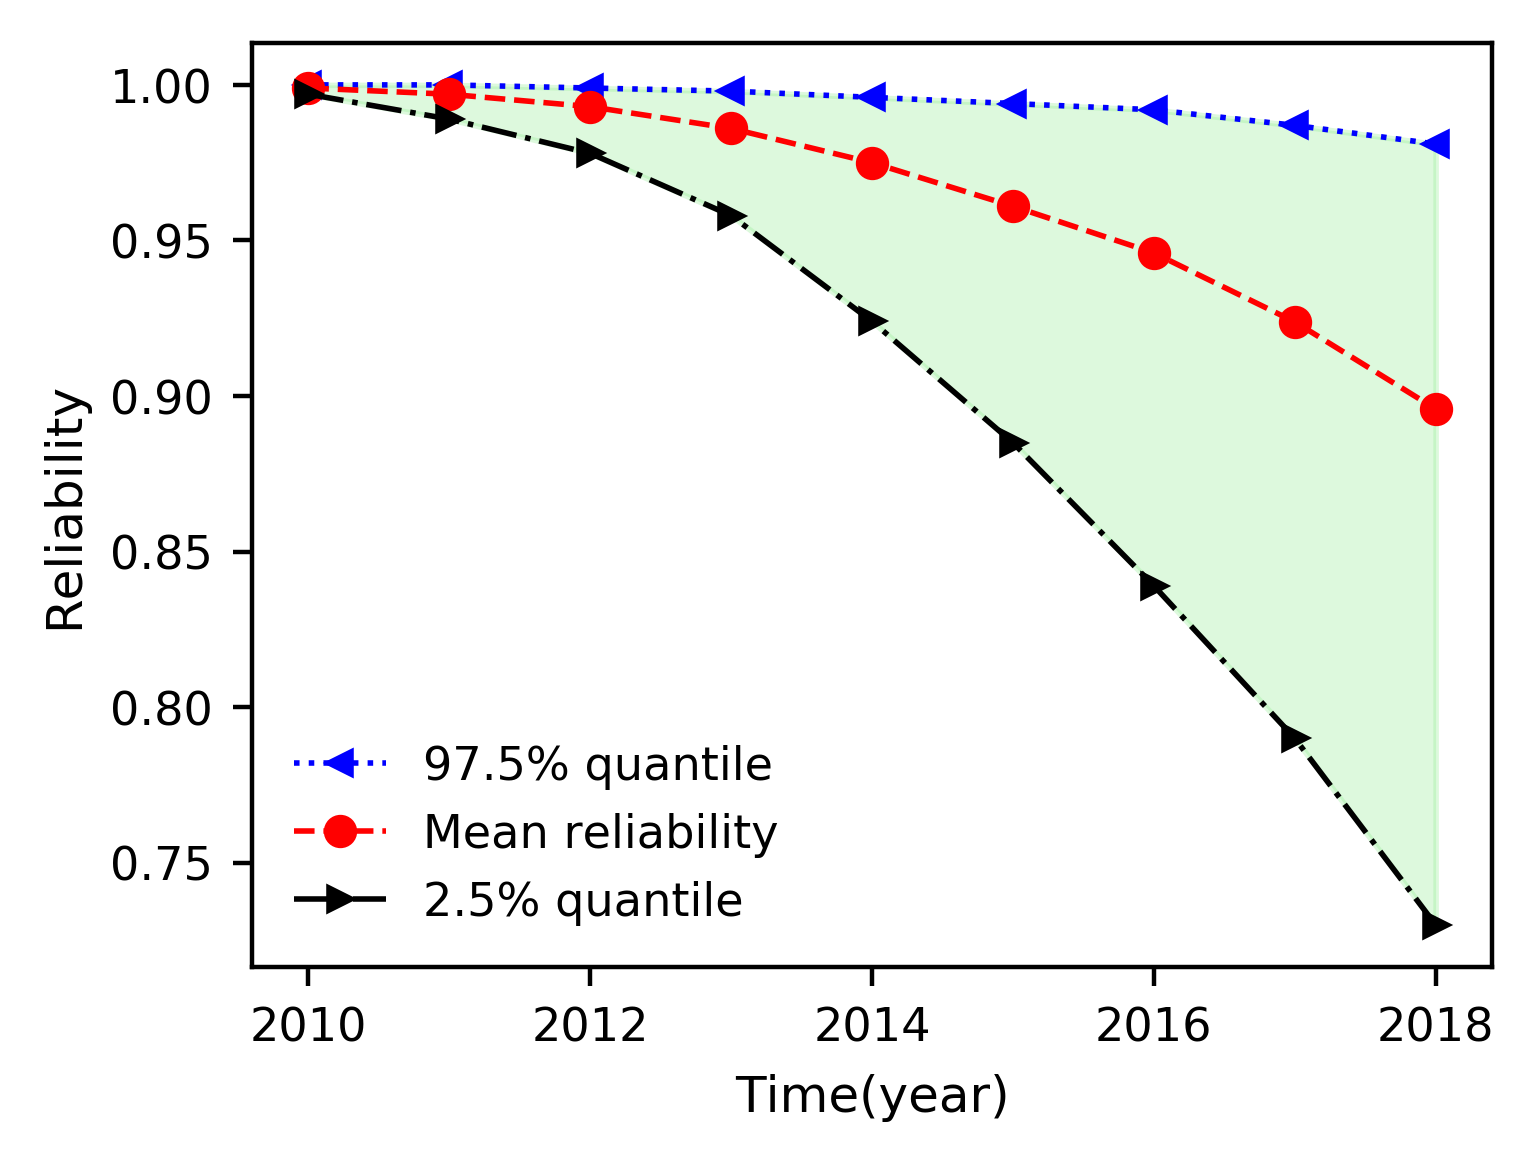 1.00
0.95
0.90
0.85
0.80
0.75
Reliability
97.5% quantile
Mean reliability
2.5% quantile
2010 2012 2014 2016 2018
Time(year)